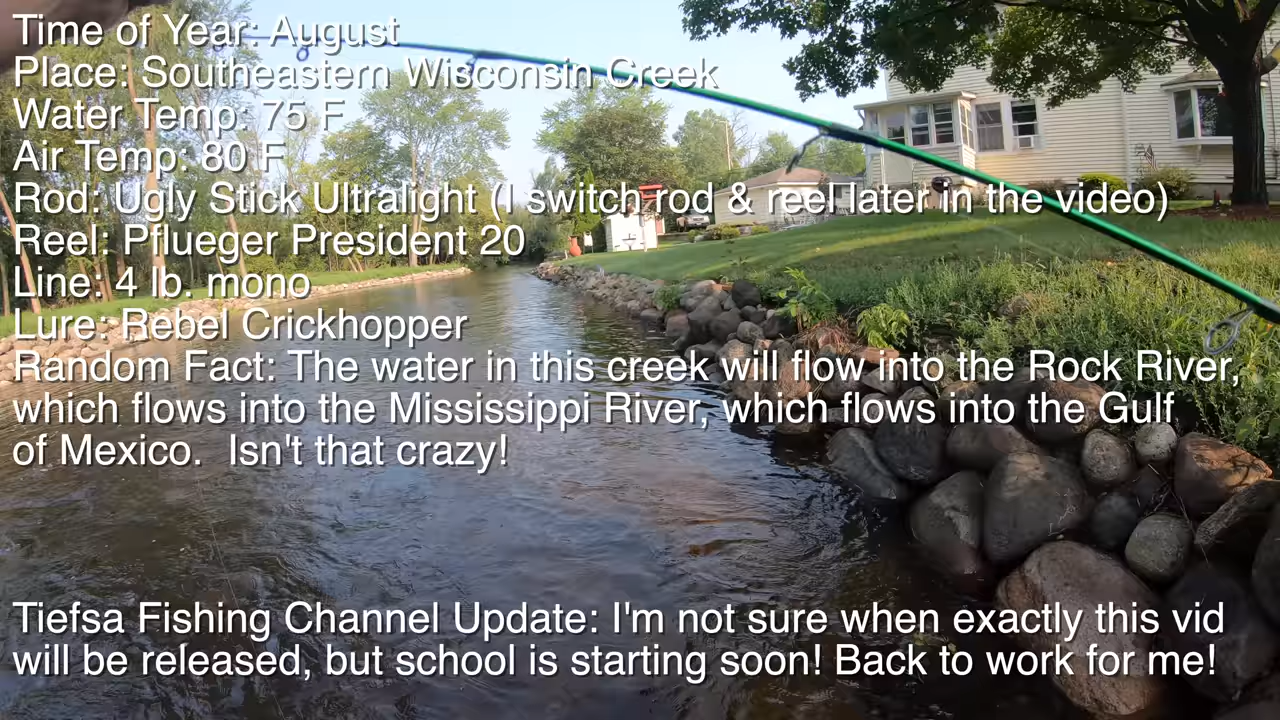 Time of Year: August
Place: Southeastern Wisconsin Creek
Water Temp: 75 F
Air Temp: 80 F
Rod: Ugly Stick Ultralight (I switch rod & reel later in the video)
Reel: Pflueger President 20
Line: 4 lb. mono
Lure: Rebel Crickhopper
Random Fact: The water in this creek will flow into the Rock River,
which flows into the Mississippi River, which flows into the Gulf
of Mexico.  Isn't that crazy!
Tiefsa Fishing Channel Update: I'm not sure when exactly this vid
will be released, but school is starting soon! Back to work for me!